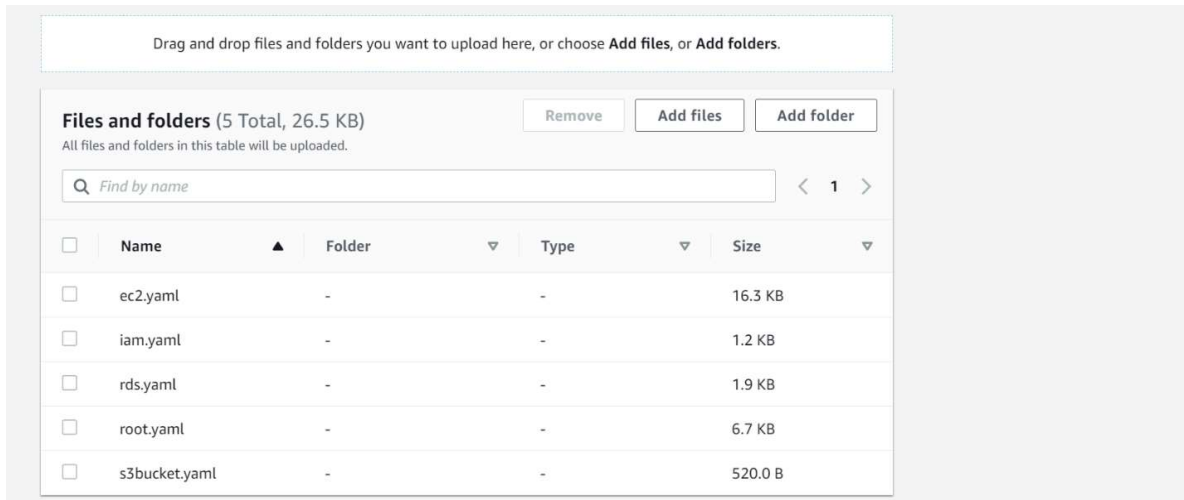 Drag and drop files and folders you want to upload here, or choose Add files, or Add folders.
Files and folders (5 Total, 26.5 KB)
Remove
Add files
Add folder
All files and folders in this table will be uploaded.
Find by name
1
Name Folder Type Size
ec2.yaml - - 16.3 KB
iam.yaml - - 1.2 KB
rds.yaml - - 1.9 KB
root.yaml - - 6.7 KB
s3bucket.yaml - - 520.0 B